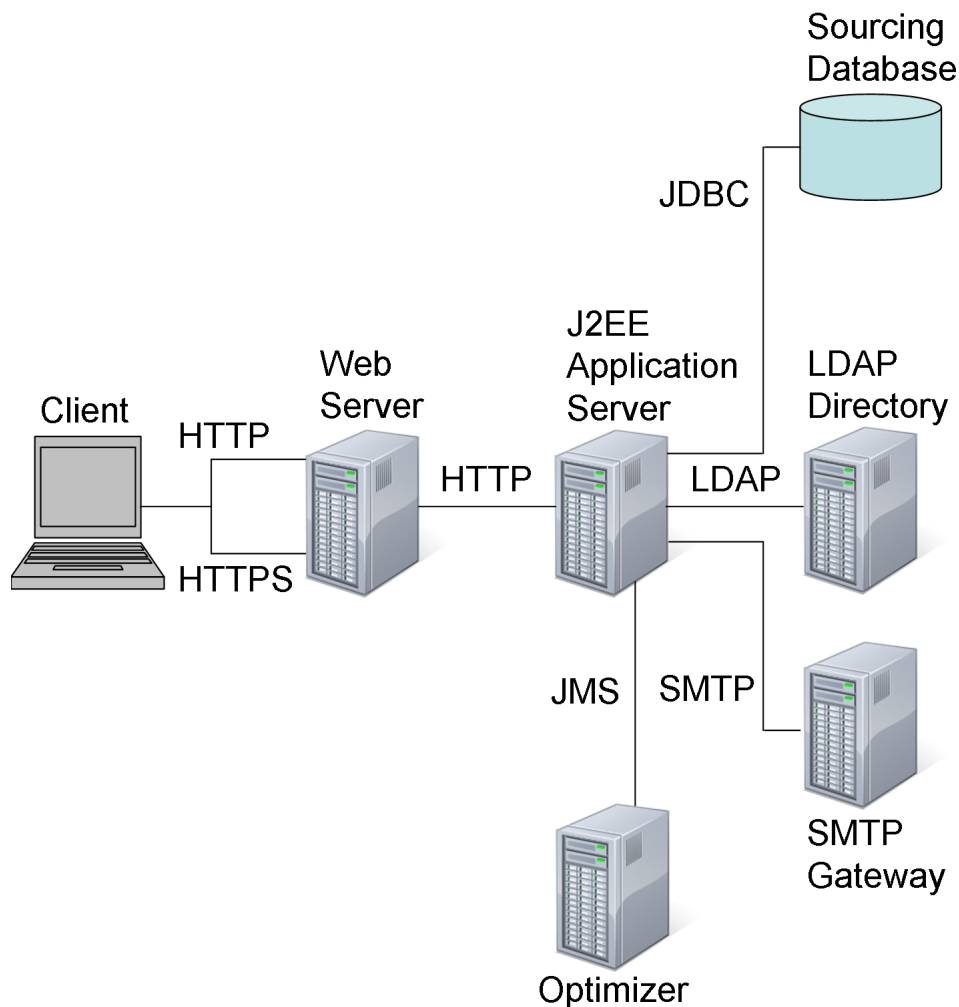 Sourcing
Database
JDBC
J2EE
Application
Server
Web
Server
LDAP
Directory
Client
HTTP
HTTP
LDAP
HTTPS
JMS
SMTP
SMTP
Gateway
Optimizer